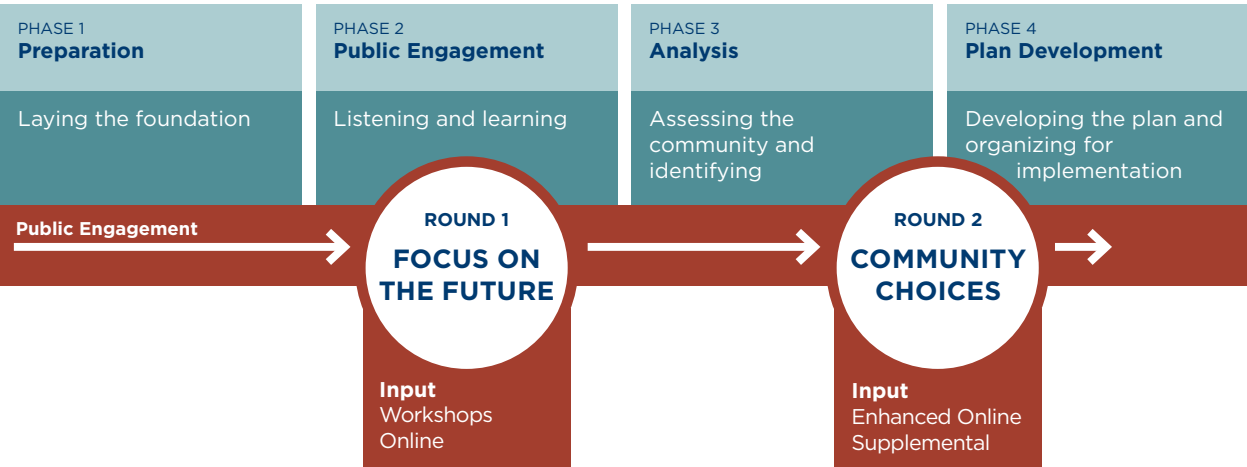 PHASE 1
Preparation
Laying the foundation
PHASE 2
Public Engagement
Listening and learning
PHASE 3
Analysis
Assessing the
community and
identifying
PHASE 4
Plan Development
Developing the plan and
organizing for
implementation
Public Engagement
ROUND 1
FOCUS ON
THE FUTURE
Input
Workshops
Online
ROUND 2
COMMUNITY
CHOICES
Input
Enhanced Online
Supplemental